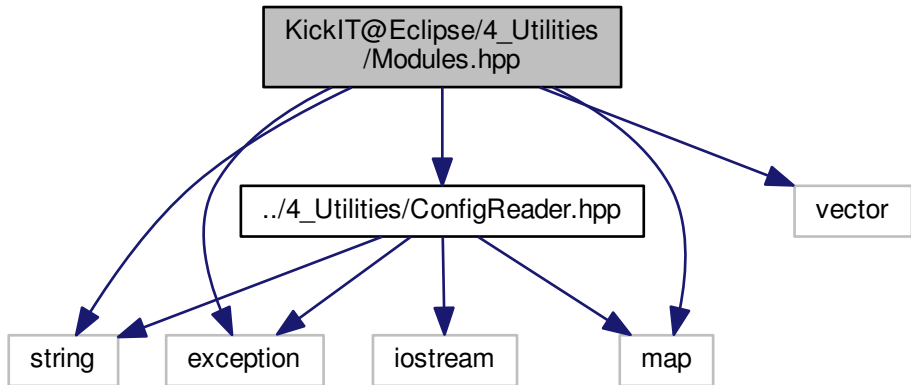 KickIT@Eclipse/4_Utilities
/Modules.hpp
../4_Utilities/ConfigReader.hpp
vector
string
exception
iostream
map